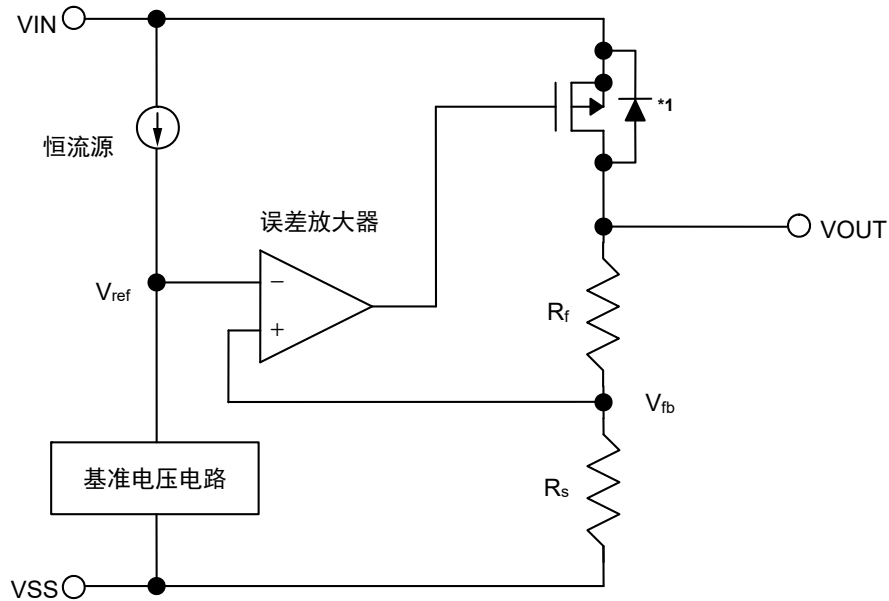 VIN
*1
恒流源
误差放大器
VOUT
Vref
−
+
Rf
Vfb
基准电压电路
Rs
VSS